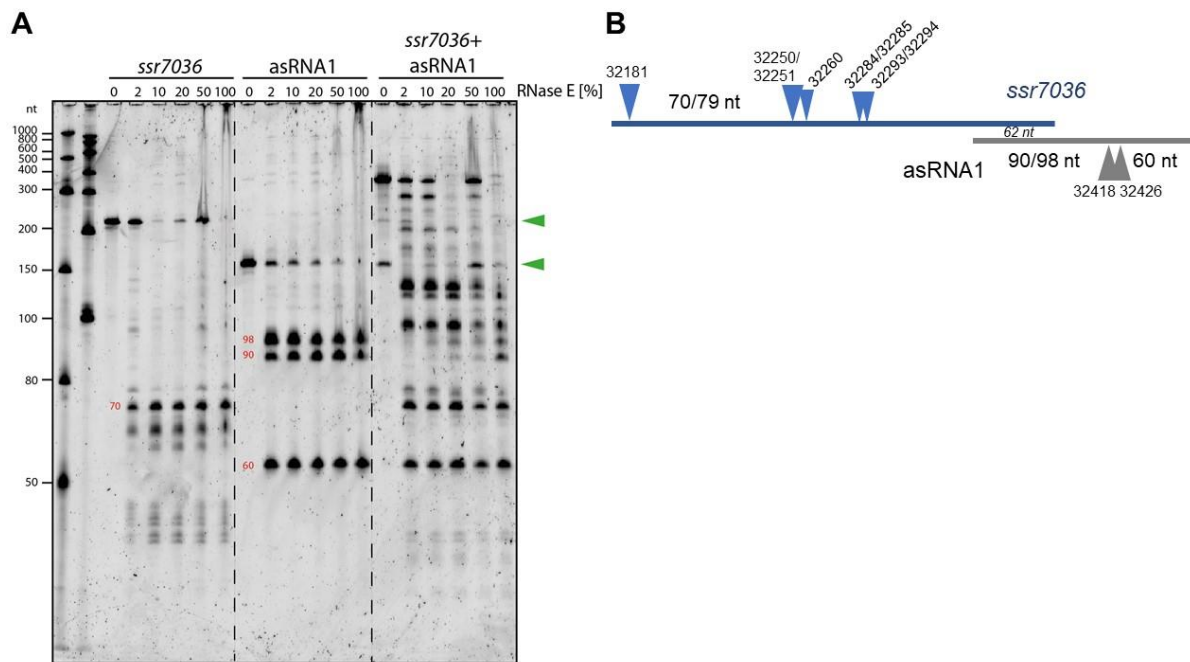 A
B
ssr7036
asRNA1
ssr7036+
asRNA1
nt
0 2 10 20 50 100
0 2 10 20 50 100
0 2 10 20 50 100
RNase E [%]
1000
800
600
500
400
300
200
150
100
80
50
70
98
90
60
32181
70/79 nt
32250/
32251
32260
32284/32285
32293/32294
ssr7036
62 nt
asRNA1
90/98 nt
60 nt
32418
32426